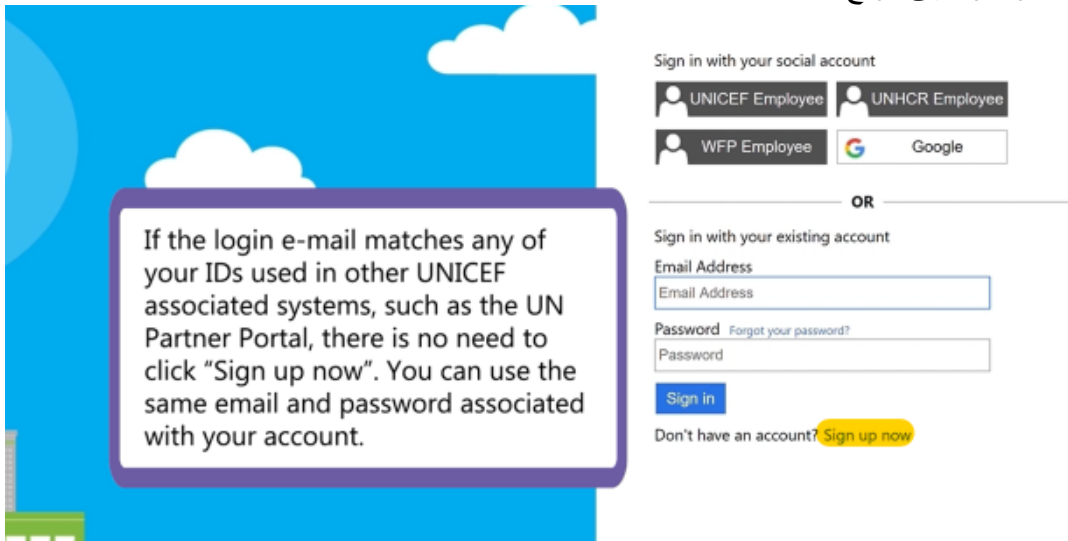 Sign in with your social account
UNICEF Employee
UNHCR Employee
WFP Employee
Google
OR
If the login e-mail matches any of
your IDs used in other UNICEF
associated systems, such as the UN
Partner Portal, there is no need to
click “Sign up now”. You can use the
same email and password associated
with your account.
Sign in with your existing account
Email Address
Email Address
Password Forgot your password?
Password
Sign in
Don't have an account? Sign up now